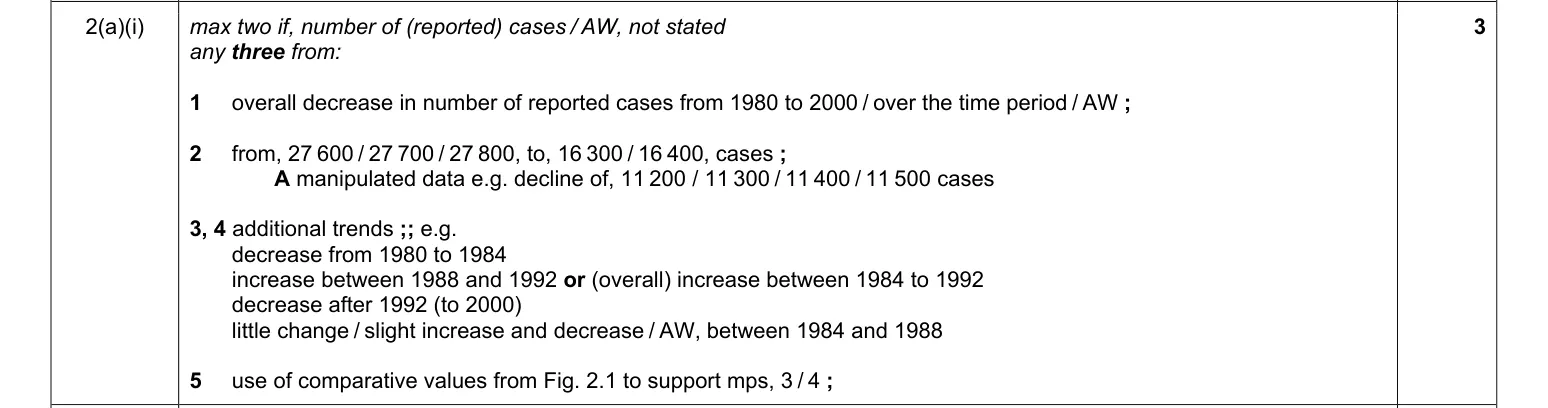 2(a)(i) max two if, number of (reported) cases / AW, not stated 3
any three from:
1 overall decrease in number of reported cases from 1980 to 2000 / over the time period / AW ;
2 from, 27 600 / 27 700 / 27 800, to, 16 300 / 16 400, cases ;
A manipulated data e.g. decline of, 11 200 / 11 300 / 11 400 / 11 500 cases
3, 4 additional trends ;; e.g.
decrease from 1980 to 1984
increase between 1988 and 1992 or (overall) increase between 1984 to 1992
decrease after 1992 (to 2000)
little change / slight increase and decrease / AW, between 1984 and 1988
5 use of comparative values from Fig. 2.1 to support mps, 3 / 4 ;